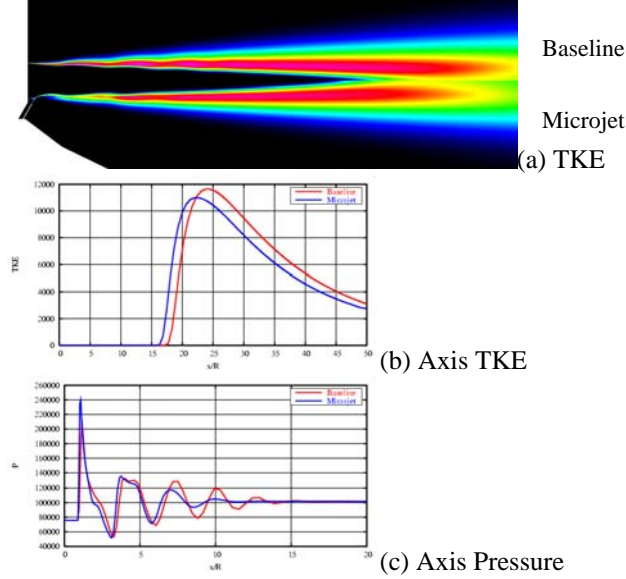 Baseline
Microjet
(a) TKE
12000
10000
8000
6000
4000
2000
0
TKE
Baseline
Microjet
0 5 10 15 20 25 30 35 40 45 50
x/R
(b) Axis TKE
260000
240000
220000
200000
180000
160000
140000
120000
100000
80000
60000
40000
P
Baseline
Microjet
0 5 10 15 20
x/R
(c) Axis Pressure